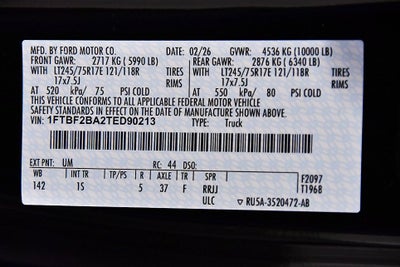 MFD. BY FORD MOTOR CO. 02/26 GVWR: 4536 KG (10000 LB)
FRONT GAWR: 2717 KG ( 5990 LB) REAR GAWR: 2876 KG ( 6340 LB)
WITH LT245/75R17E 121/118R TIRES WITH LT245/75R17E 121/118R TIRES
17x7.5J RIMS 17x7.5J RIMS
AT 520 kPa/ 75 PSI COLD AT 550 kPa/ 80 PSI COLD
THIS VEHICLE CONFORMS TO ALL APPLICABLE FEDERAL MOTOR VEHICLE
SAFETY STANDARDS IN EFFECT ON THE DATE OF MANUFACTURE SHOWN ABOVE.
VIN: 1FTBF2BA2TED90213 TYPE: Truck
EXT PNT: UM RC: 44 DSO:
WB INT TR R AXLE TR SPR F2097
142 1S 5 37 F RRJJ T1968
ULC RU5A-3520472-AB